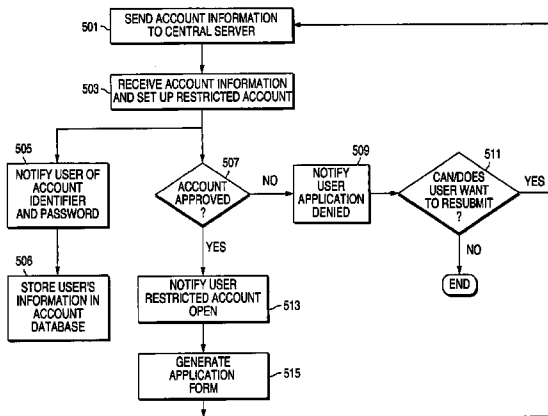 501
SEND ACCOUNT INFORMATION
TO CENTRAL SERVER
503
RECEIVE ACCOUNT INFORMATION
AND SET UP RESTRICTED ACCOUNT
505
NOTIFY USER OF
ACCOUNT
IDENTIFIER
AND PASSWORD
507
ACCOUNT
APPROVED
?
NO
509
NOTIFY
USER
APPLICATION
DENIED
511
CAN/DOES
USER WANT
TO RESUBMIT
?
YES
NO
END
YES
506
STORE USER'S
INFORMATION IN
ACCOUNT
DATABASE
NOTIFY USER
RESTRICTED ACCOUNT
OPEN
513
GENERATE
APPLICATION
FORM
515